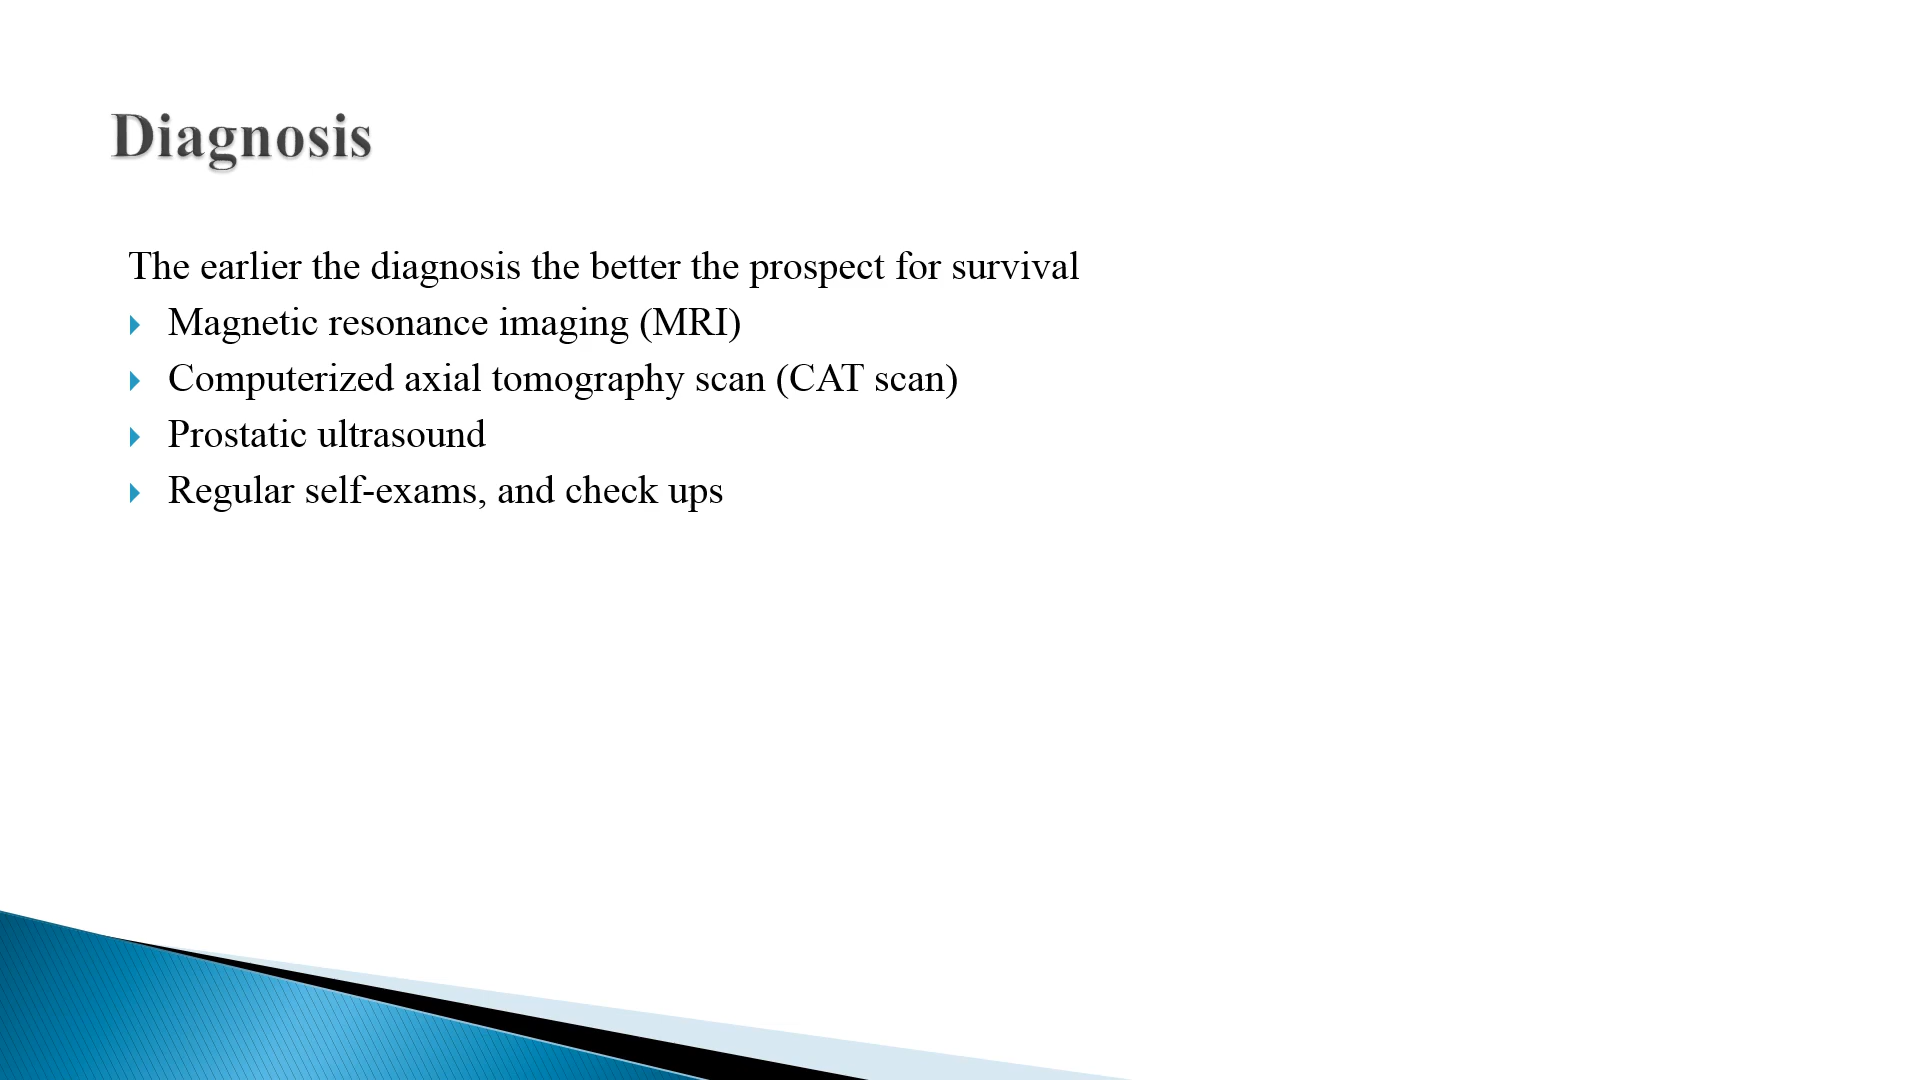 Diagnosis
The earlier the diagnosis the better the prospect for survival
Magnetic resonance imaging (MRI)
Computerized axial tomography scan (CAT scan)
Prostatic ultrasound
Regular self-exams, and check ups